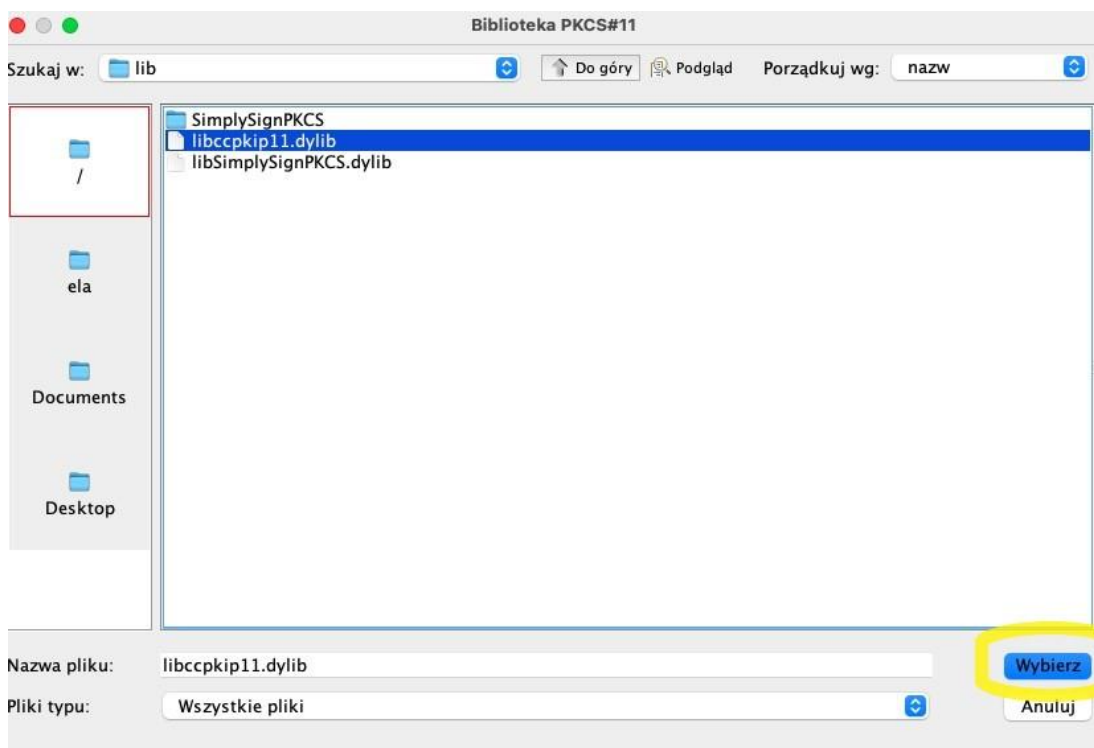 Biblioteka PKCS#11
Szukaj w: lib Do góry Podgląd Porządkuj wg: nazw
SimplySignPKCS
libccpkip11.dylib
libSimplySignPKCS.dylib
/
ela
Documents
Desktop
Nazwa pliku: libccpkip11.dylib Wybierz
Pliki typu: Wszystkie pliki Anuluj